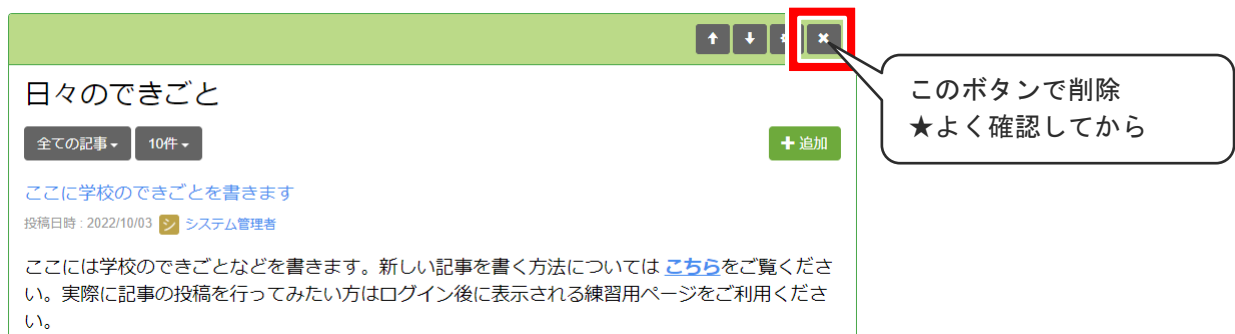 このボタンで削除
★よく確認してから
日々のできごと
全ての記事
10件
追加
ここに学校のできごとを書きます
投稿日時 : 2022/10/03 シ システム管理者
ここには学校のできごとなどを書きます。新しい記事を書く方法については こちらをご覧くださ
い。実際に記事の投稿を行ってみたい方はログイン後に表示される練習用ページをご利用くださ
い。